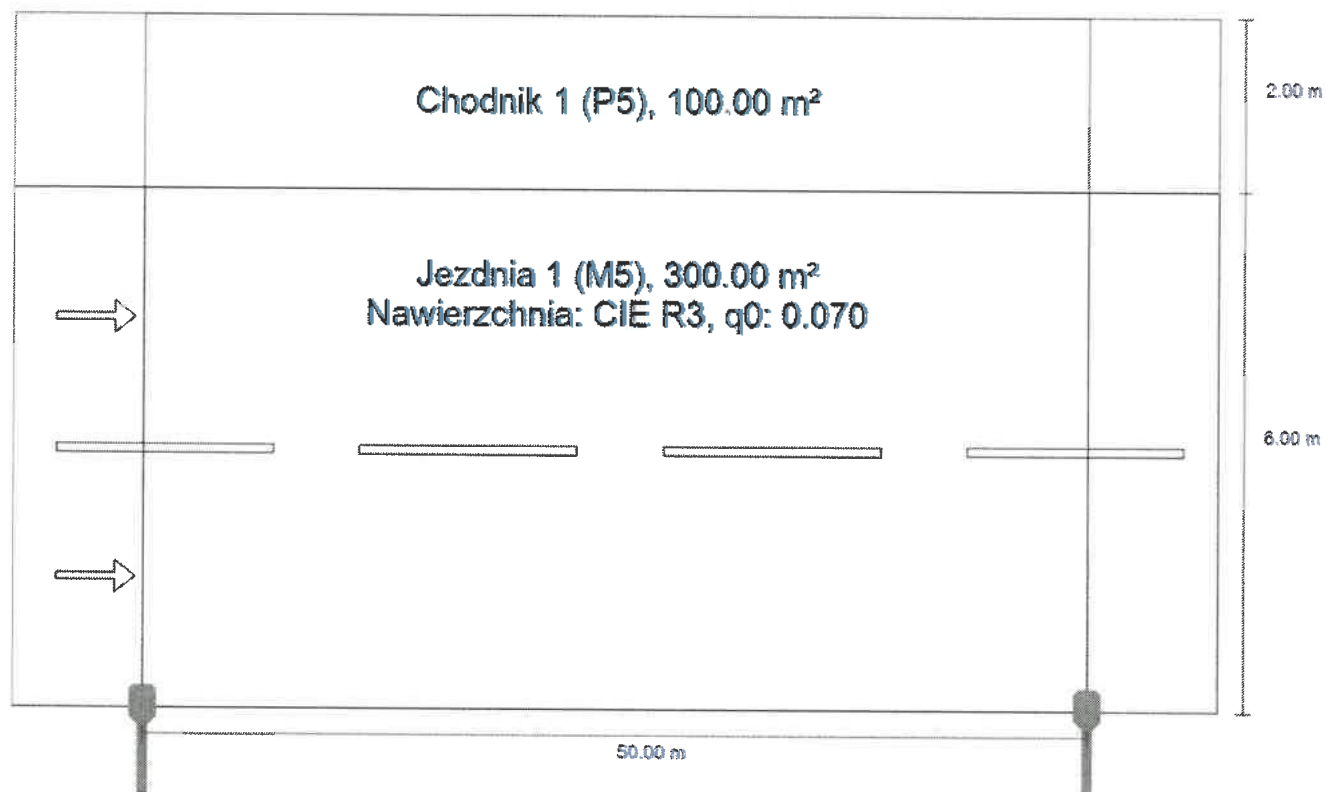 Chodnik 1 (P5), 100.00 m²
2.00 m
Jezdnia 1 (M5), 300.00 m²
Nawierzchnia: CIE R3, q0: 0.070
6.00 m
50.00 m